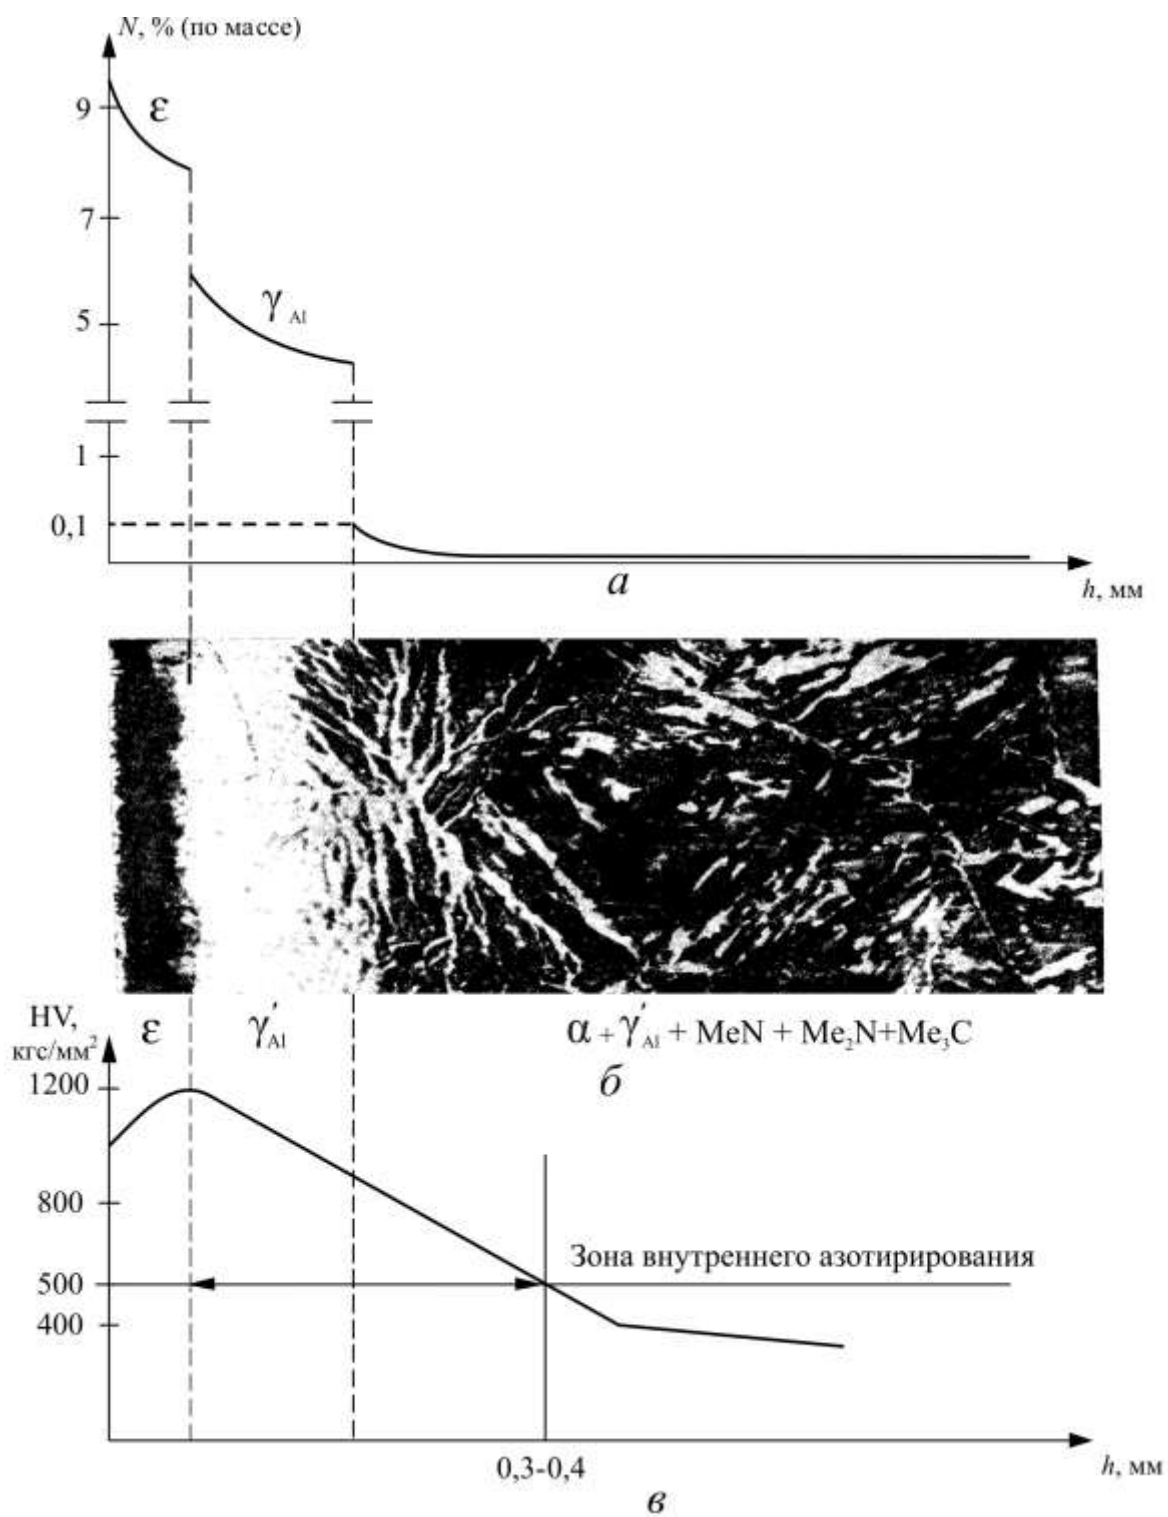 N, % (по массе)
9
ε
7
γ Al
5
1
0,1
а
h, мм
HV,
кгс/мм²
ε
γ′Al
α + γ′Al + MeN + Me₂N+Me₃C
б
1200
800
Зона внутреннего азотирирования
500
400
0,3-0,4
h, мм
в